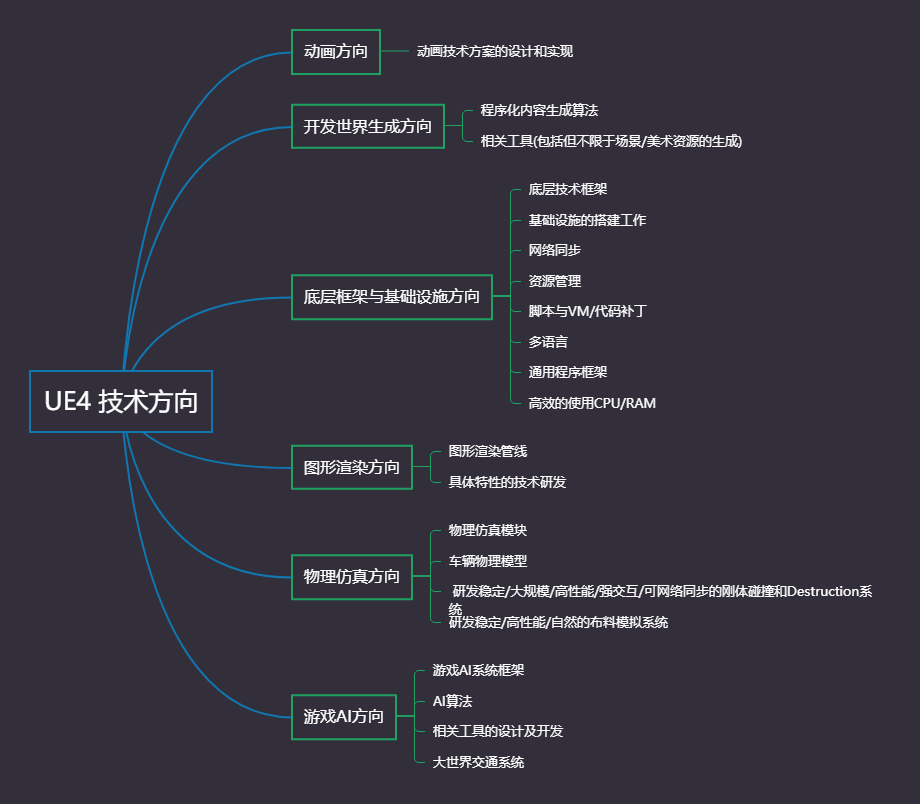 动画方向
动画技术方案的设计和实现
开发世界生成方向
程序化内容生成算法
相关工具(包括但不限于场景/美术资源的生成)
底层框架与基础设施方向
底层技术框架
基础设施的搭建工作
网络同步
资源管理
脚本与VM/代码补丁
多语言
通用程序框架
高效的使用CPU/RAM
UE4 技术方向
图形渲染方向
图形渲染管线
具体特性的技术研发
物理仿真方向
物理仿真模块
车辆物理模型
研发稳定/大规模/高性能/强交互/可网络同步的刚体碰撞和Destruction系
统
研发稳定/高性能/自然的布料模拟系统
游戏AI方向
游戏AI系统框架
AI算法
相关工具的设计及开发
大世界交通系统